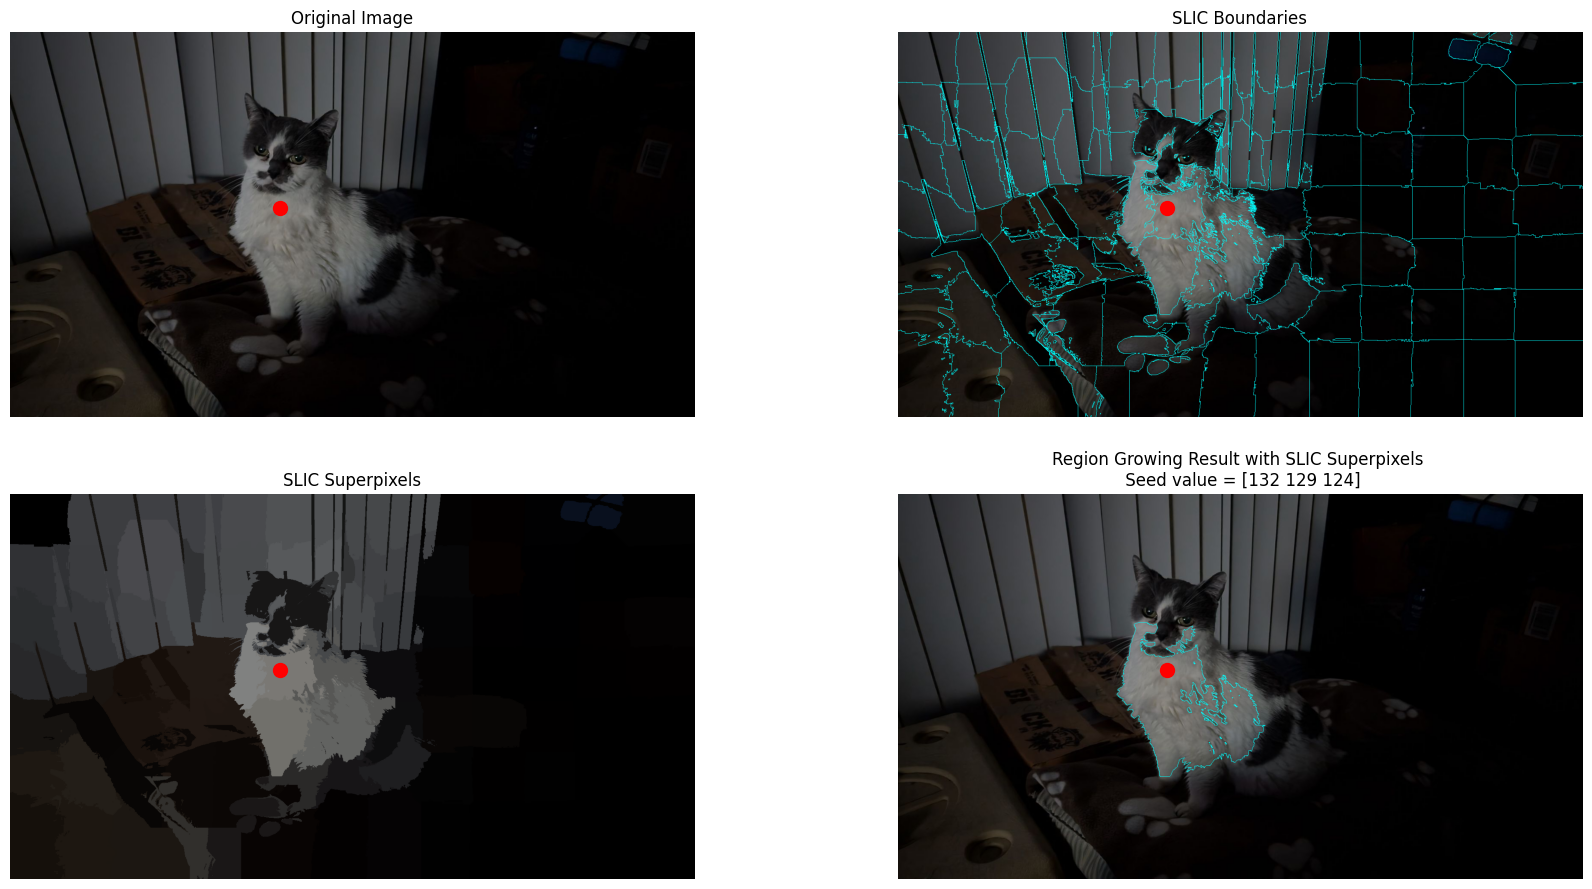 Original Image
SLIC Boundaries
SLIC Superpixels
Region Growing Result with SLIC Superpixels
Seed value = [132 129 124]